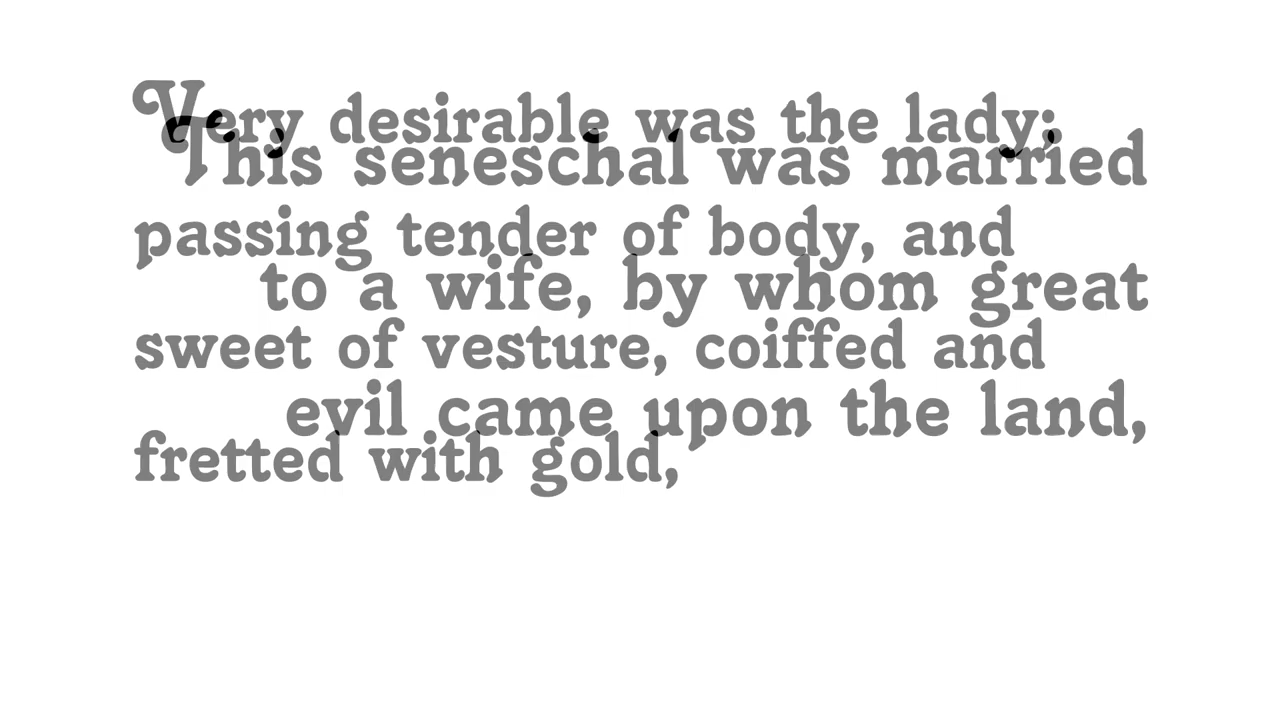 Very desirable was the lady;
This seneschal was married
passing tender of body, and
to a wife, by whom great
sweet of vesture, coiffed and
evil came upon the land,
fretted with gold,